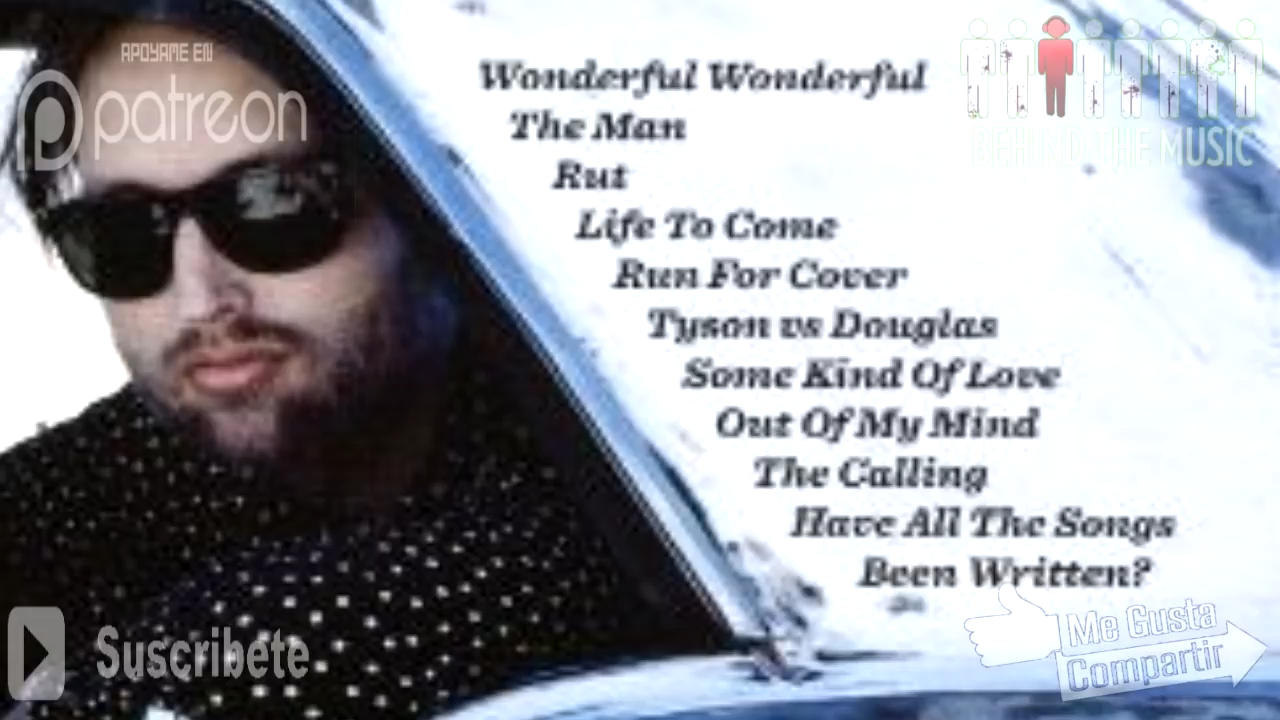 APOYAME EN
patreon
BEHIND THE MUSIC
Wonderful Wonderful
The Man
Rut
Life To Come
Run For Cover
Tyson vs Douglas
Some Kind Of Love
Out Of My Mind
The Calling
Have All The Songs
Been Written?
Suscribete
Me Gusta
Compartir